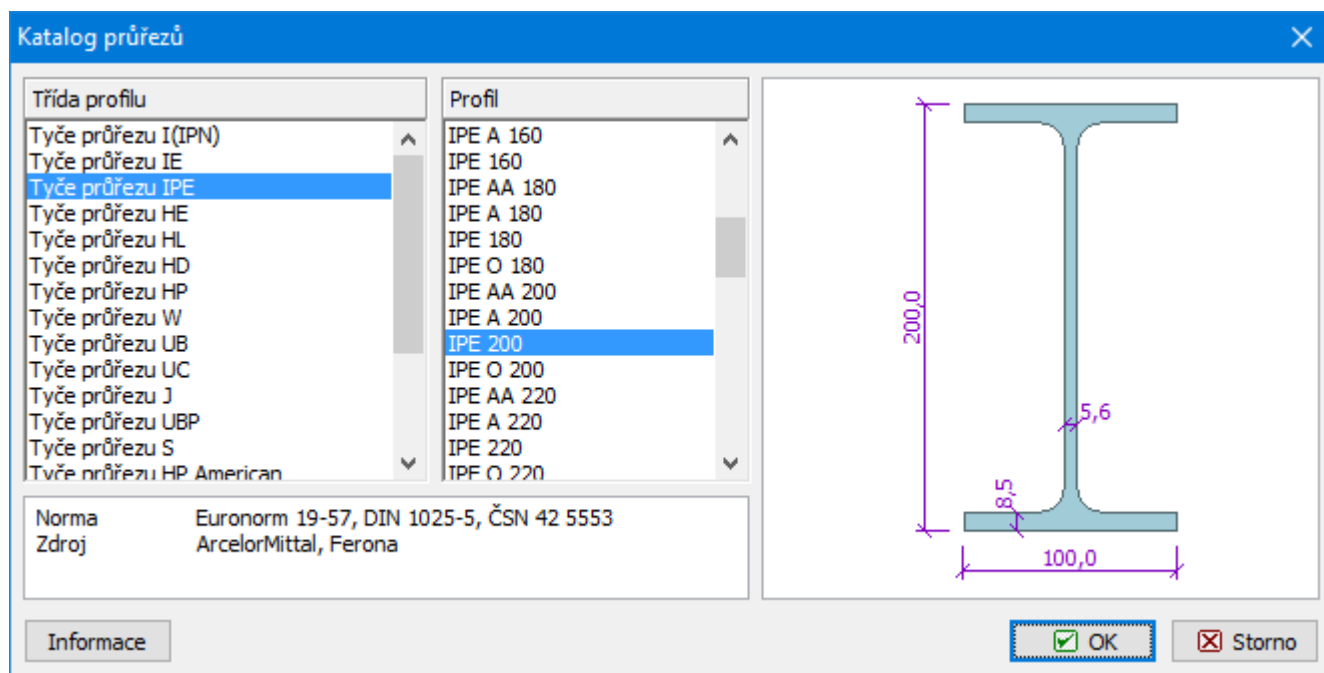 Katalog průřezů
Třída profilu
Tyče průřezu I(IPN)
Tyče průřezu IE
Tyče průřezu IPE
Tyče průřezu HE
Tyče průřezu HL
Tyče průřezu HD
Tyče průřezu HP
Tyče průřezu W
Tyče průřezu UB
Tyče průřezu UC
Tyče průřezu J
Tyče průřezu UBP
Tyče průřezu S
Tyče průřezu HP American
Profil
IPE A 160
IPE 160
IPE AA 180
IPE A 180
IPE 180
IPE O 180
IPE AA 200
IPE A 200
IPE 200
IPE O 200
IPE AA 220
IPE A 220
IPE 220
IPE O 220
200,0
5,6
8,5
100,0
Norma Euronorm 19-57, DIN 1025-5, ČSN 42 5553
Zdroj ArcelorMittal, Ferona
Informace
OK
Storno